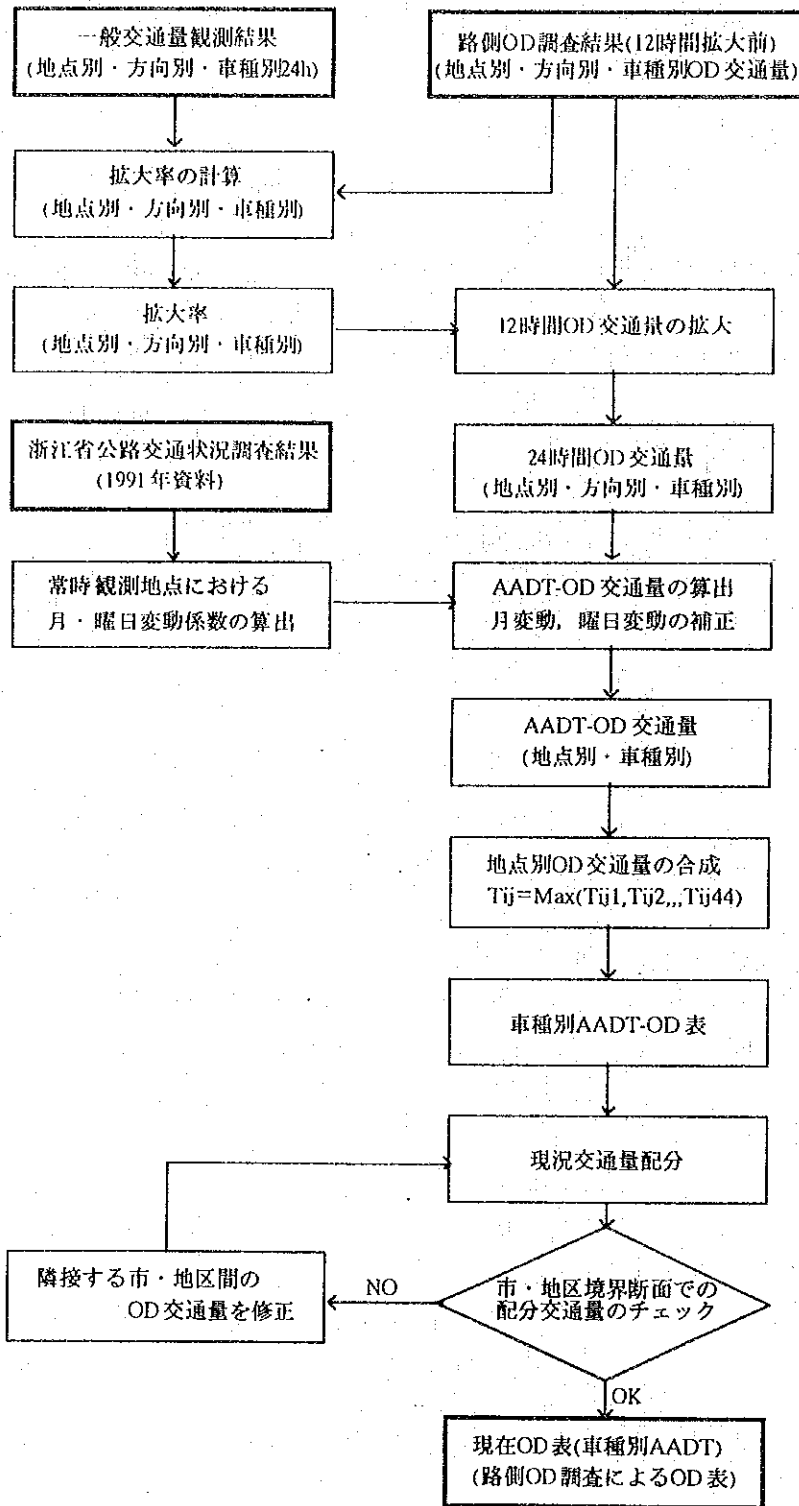 一般交通量観測結果
(地点別・方向別・車種別24h)
路側OD調査結果(12時間拡大前)
(地点別・方向別・車種別OD交通量)
拡大率の計算
(地点別・方向別・車種別)
拡大率
(地点別・方向別・車種別)
12時間OD交通量の拡大
浙江省公路交通状況調査結果
(1991年資料)
24時間OD交通量
(地点別・方向別・車種別)
常時観測地点における
月・曜日変動係数の算出
AADT-OD交通量の算出
月変動,曜日変動の補正
AADT-OD交通量
(地点別・車種別)
地点別OD交通量の合成
Tij=Max(Tij1,Tij2,,,Tij44)
車種別AADT-OD表
現況交通量配分
隣接する市・地区間の
OD交通量を修正
NO
市・地区境界断面での
配分交通量のチェック
OK
現在OD表(車種別AADT)
(路側OD調査によるOD表)